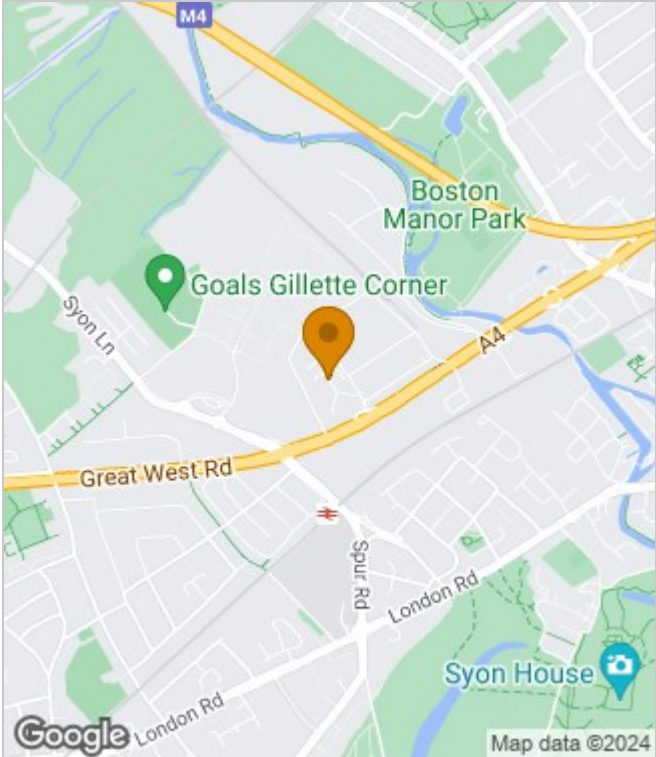 M4
Boston
Manor Park
Goals Gillette Corner
Syon Ln
A4
Great West Rd
Spur Rd
London Rd
Syon House
London Rd
Google
Map data ©2024